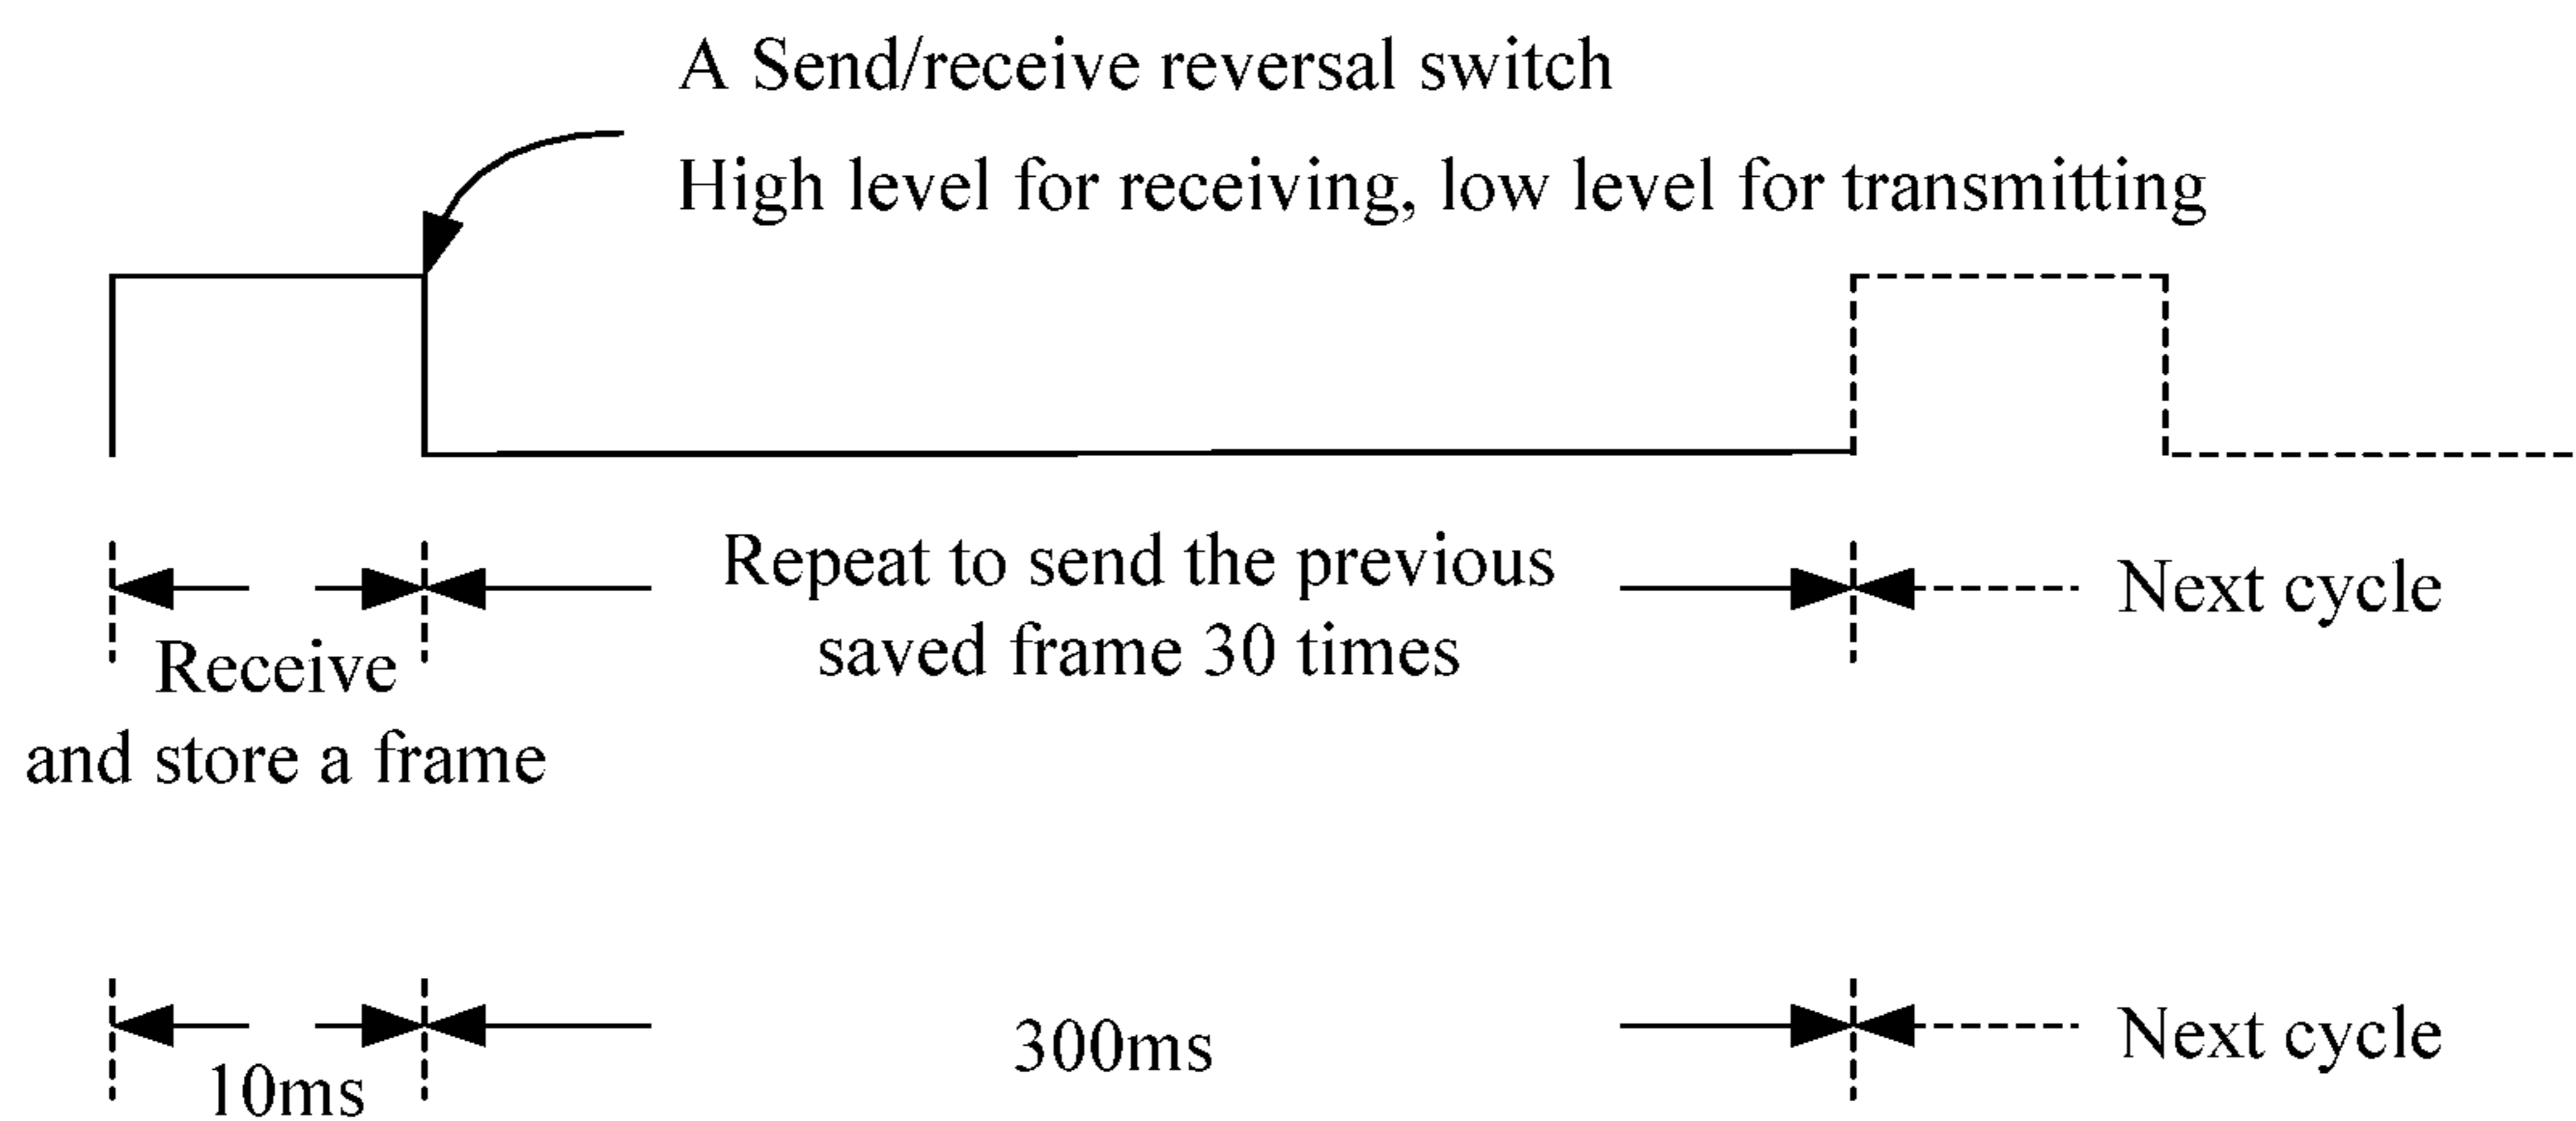 A Send/receive reversal switch
High level for receiving, low level for transmitting
Repeat to send the previous
saved frame 30 times
Next cycle
Receive
and store a frame
300ms
Next cycle
10ms